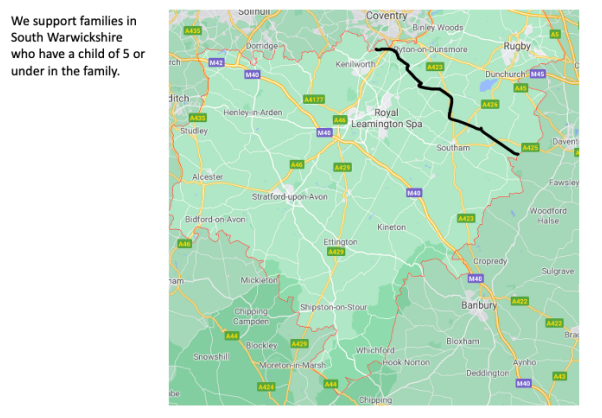 We support families in
South Warwickshire
who have a child of 5 or
under in the family.
Solihull
Coventry
Binley Woods
A435
A5
Dorridge
Ryton-on-Dunsmore
Rugby
M42
Kenilworth
A423
M40
Dunchurch
M45
A45
A4177
A426
Henley-in-Arden
A46
Royal
Leamington Spa
A435
Studley
M40
Southam
A425
Daventry
A46
A429
Alcester
Fawsley
Stratford-upon-Avon
M40
Woodford
Halse
Bidford-on-Avon
A423
Kineton
A46
Ettington
A429
Cropredy
Sulgrave
M40
Mickleton
Banbury
A422
Shipston-on-Stour
Chipping
Campden
A422
A44
A429
Bloxham
Blockley
Whichford
Snowshill
Hook Norton
Aynho
Moreton-in-Marsh
Deddington
A43
A44
M40
A424
Chipping